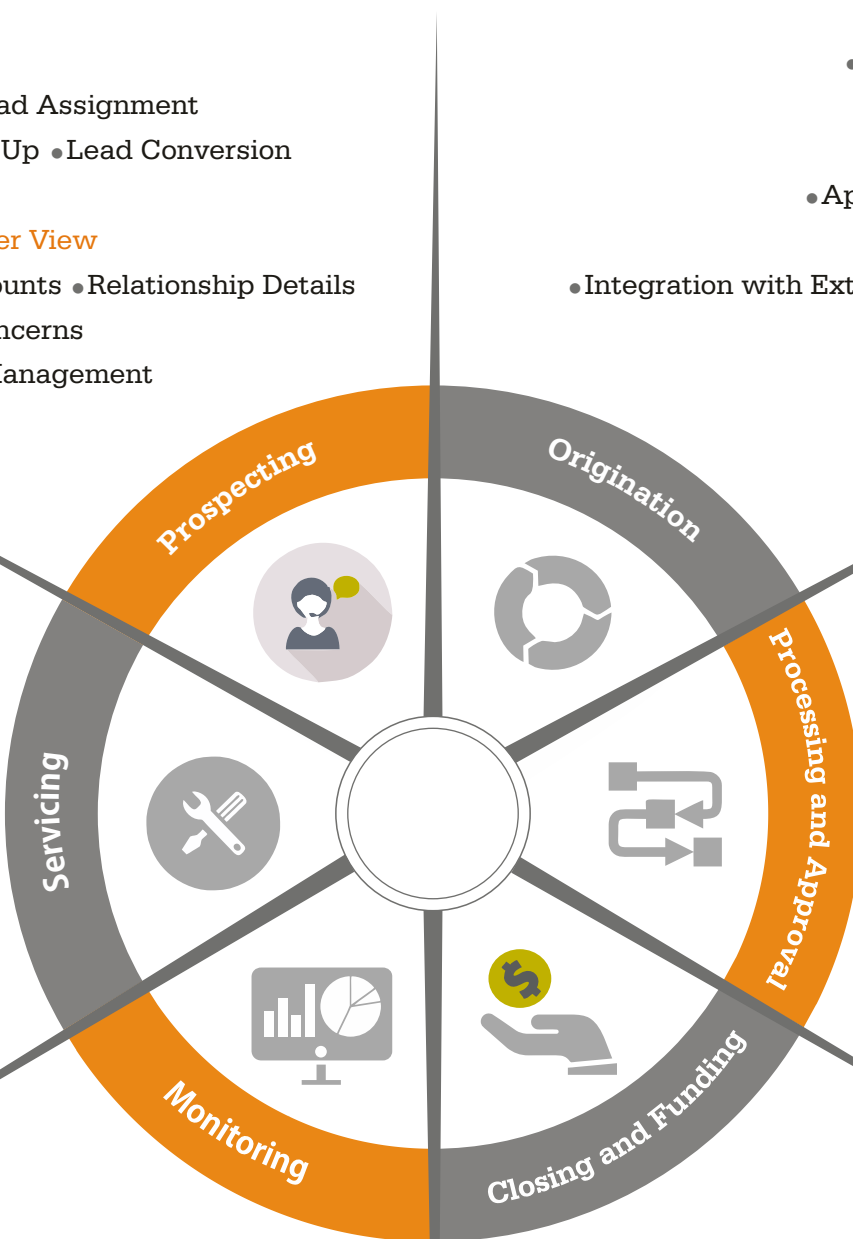 ad Assignment
Up •Lead Conversion
•Ap
er View
ounts •Relationship Details
•Integration with Ext
ncerns
anagement
Prospecting
Origination
Processing and Approval
Servicing
$
Monitoring
Closing and Funding